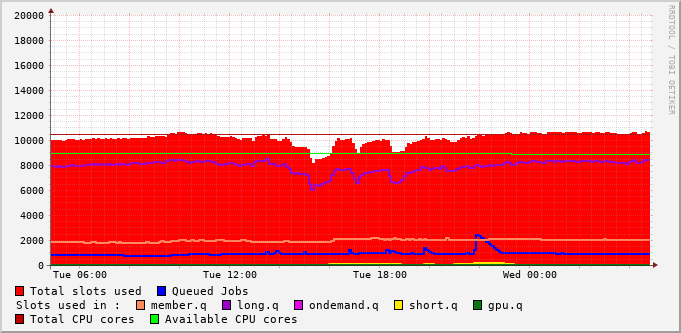 20000
18000
16000
14000
12000
10000
8000
6000
4000
2000
0
Tue 06:00 Tue 12:00 Tue 18:00 Wed 00:00
RRDTOOL / TOBI OETIKER
Total slots used Queued Jobs
Slots used in : member.q long.q ondemand.q short.q gpu.q
Total CPU cores Available CPU cores